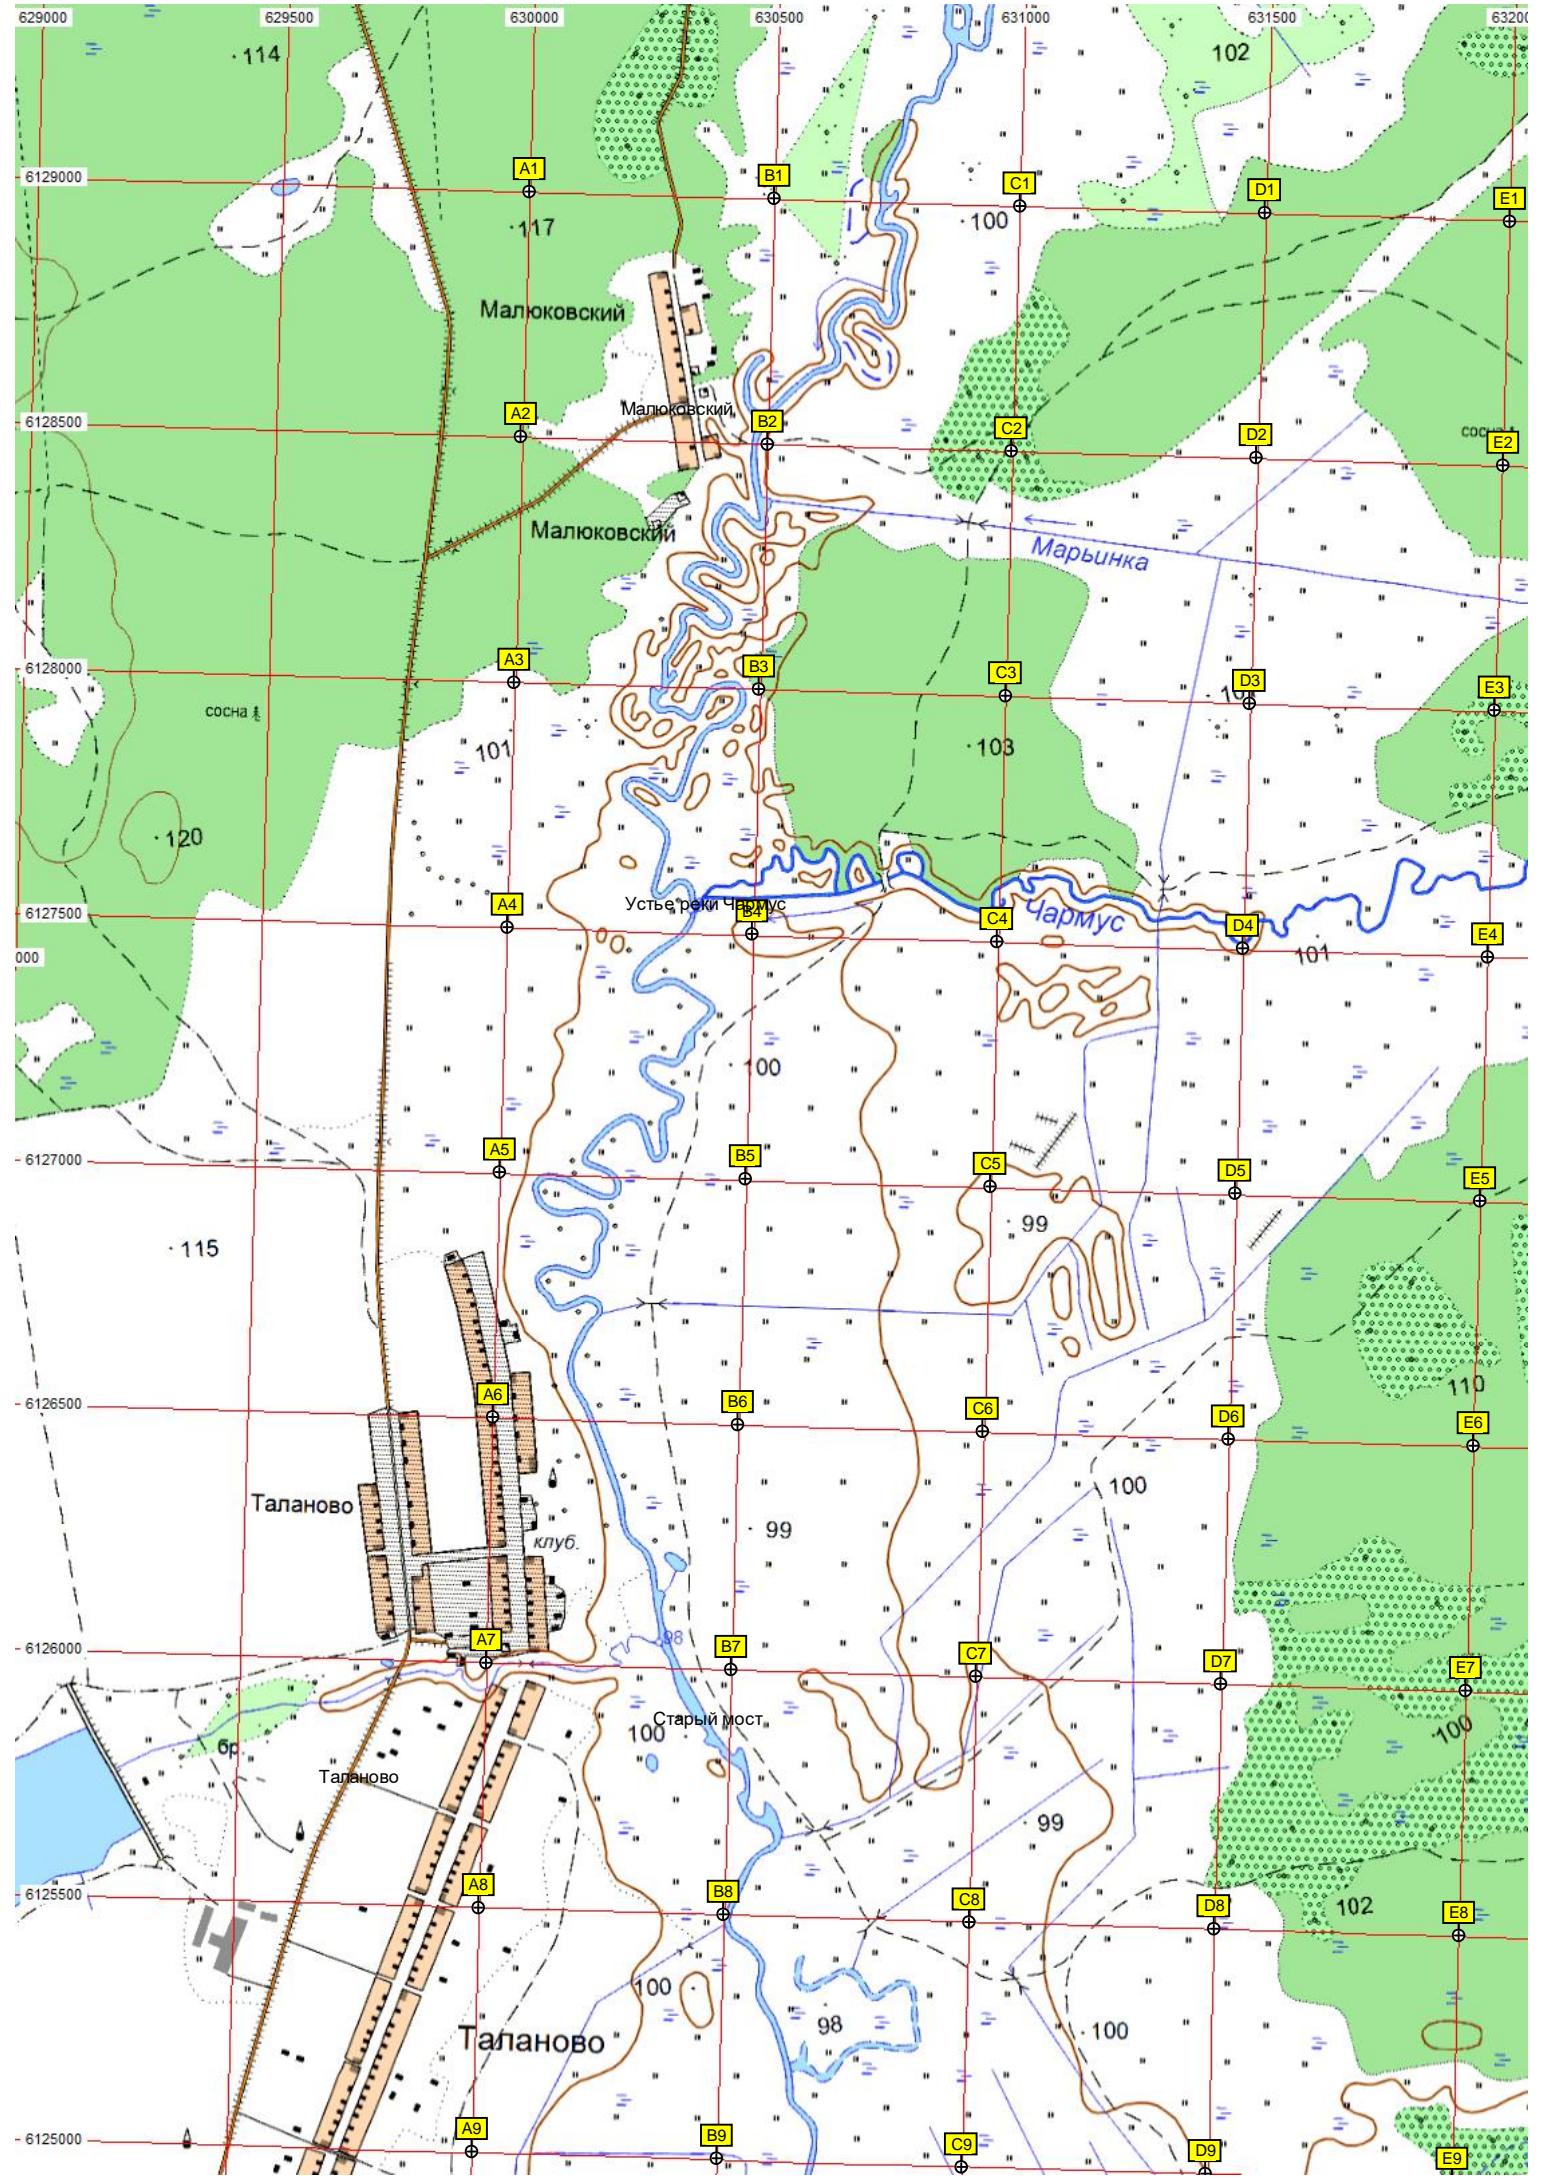 629000 629500 630000 630500 631000 631500 6320
114
102
A1 B1 C1 D1 E1
6129000
117
100
Малюковский
Малюковский
A2 B2 C2 D2 E2
6128500
сосна
Малюковский
Марьинка
A3 B3 C3 D3 E3
6128000
сосна
101
103
120
A4 B4 C4 D4 E4
6127500
Устье реки Чармус
Чармус
101
000
100
A5 B5 C5 D5 E5
6127000
99
115
110
A6 B6 C6 D6 E6
6126500
100
Таланово
99
клуб.
98
A7 B7 C7 D7 E7
6126000
Старый мост
100
100
бр.
Таланово
99
A8 B8 C8 D8 E8
6125500
102
100
98
100
Таланово
A9 B9 C9 D9 E9
6125000